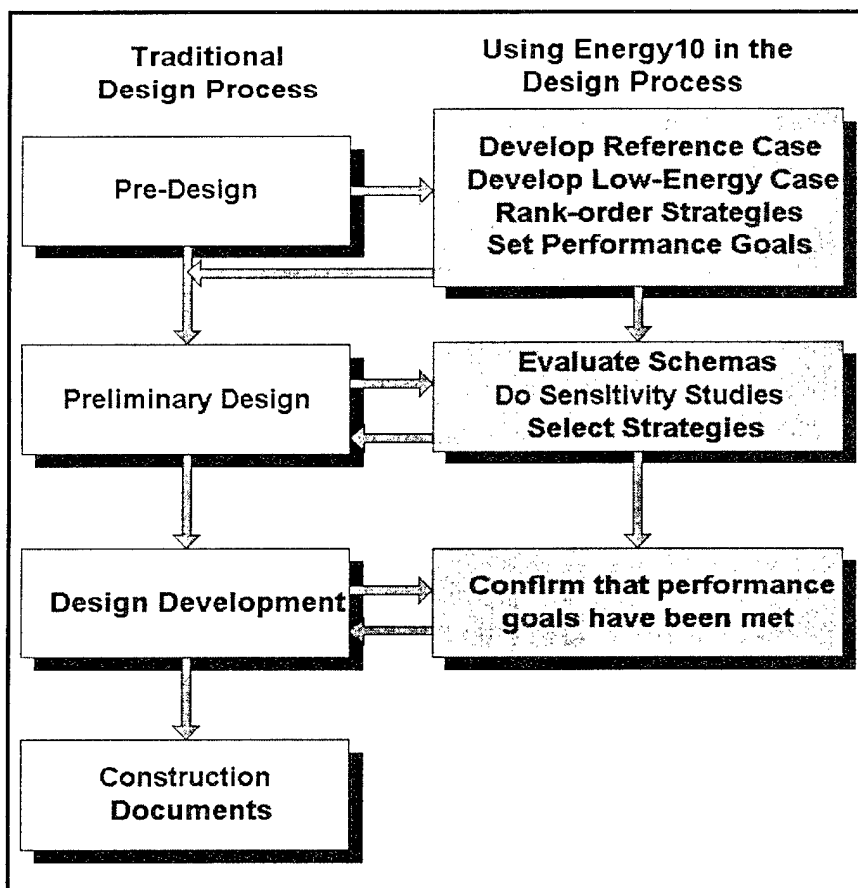 Traditional
Design Process
Using Energy10 in the
Design Process
Pre-Design
Develop Reference Case
Develop Low-Energy Case
Rank-order Strategies
Set Performance Goals
Preliminary Design
Evaluate Schemas
Do Sensitivity Studies
Select Strategies
Design Development
Confirm that performance
goals have been met
Construction
Documents